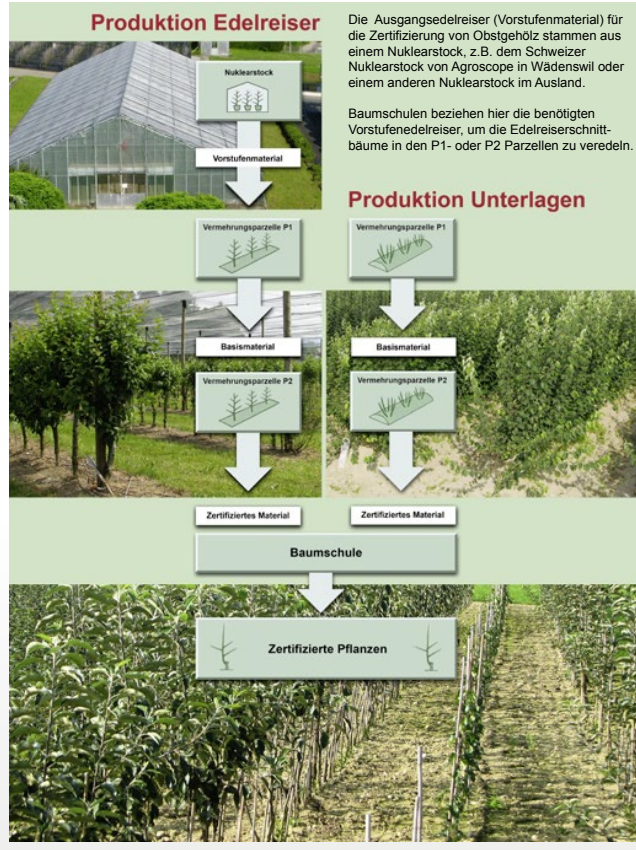 Produktion Edelreiser
Die Ausgangsedelreiser (Vorstufenmaterial) für
die Zertifizierung von Obstgehölz stammen aus
einem Nuklearstock, z.B. dem Schweizer
Nuklearstock von Agroscope in Wädenswil oder
einem anderen Nuklearstock im Ausland.
Baumschulen beziehen hier die benötigten
Vorstufenedelreiser, um die Edelreiserschnitt-
bäume in den P1- oder P2 Parzellen zu veredeln.
Nuklearstock
Vorstufenmaterial
Produktion Unterlagen
Vermehrungsparzelle P1
Vermehrungsparzelle P1
Basismaterial
Basismaterial
Vermehrungsparzelle P2
Vermehrungsparzelle P2
Zertifiziertes Material
Zertifiziertes Material
Baumschule
Zertifizierte Pflanzen